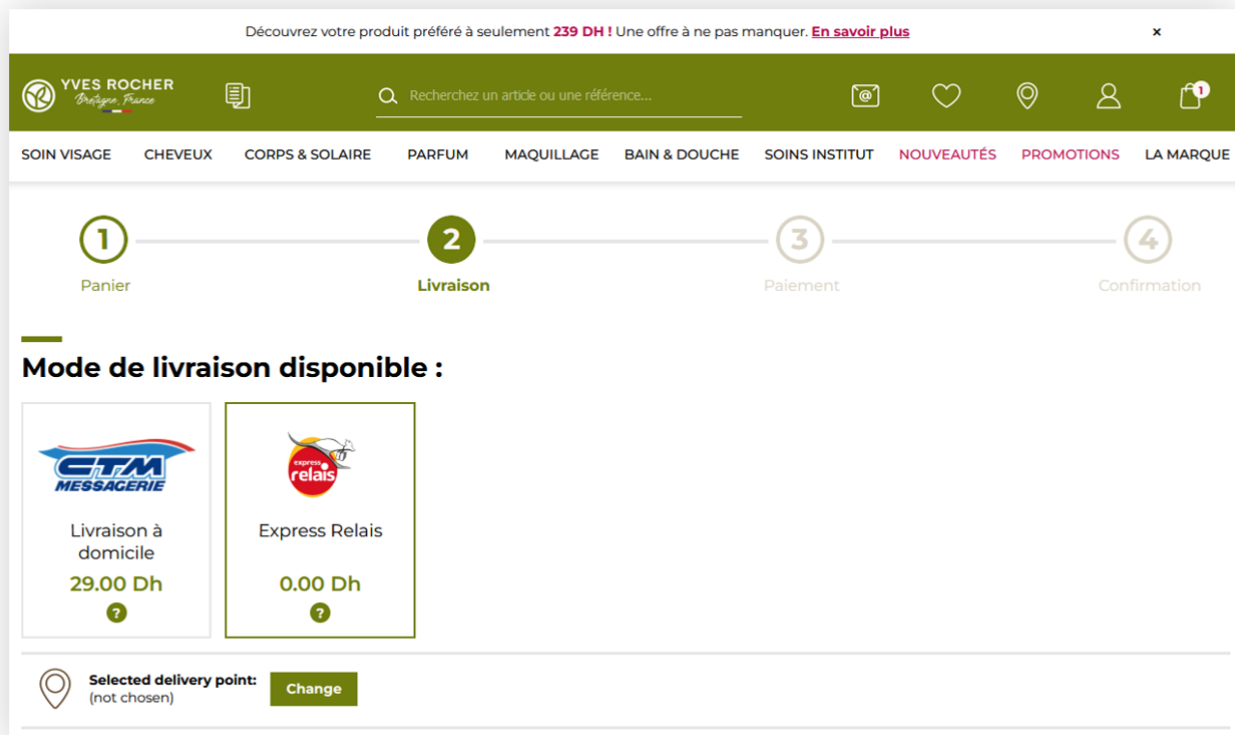 Découvrez votre produit préféré à seulement 239 DH ! Une offre à ne pas manquer. En savoir plus
×
YVES ROCHER
Bretagne, France
Recherchez un article ou une référence...
@
1
SOIN VISAGE CHEVEUX CORPS & SOLAIRE PARFUM MAQUILLAGE BAIN & DOUCHE SOINS INSTITUT NOUVEAUTÉS PROMOTIONS LA MARQUE
1 2 3 4
Panier Livraison Paiement Confirmation
Mode de livraison disponible :
CTM
MESSAGERIE
Livraison à
domicile
29.00 Dh
?
express
relais
Express Relais
0.00 Dh
?
Selected delivery point:
(not chosen)
Change